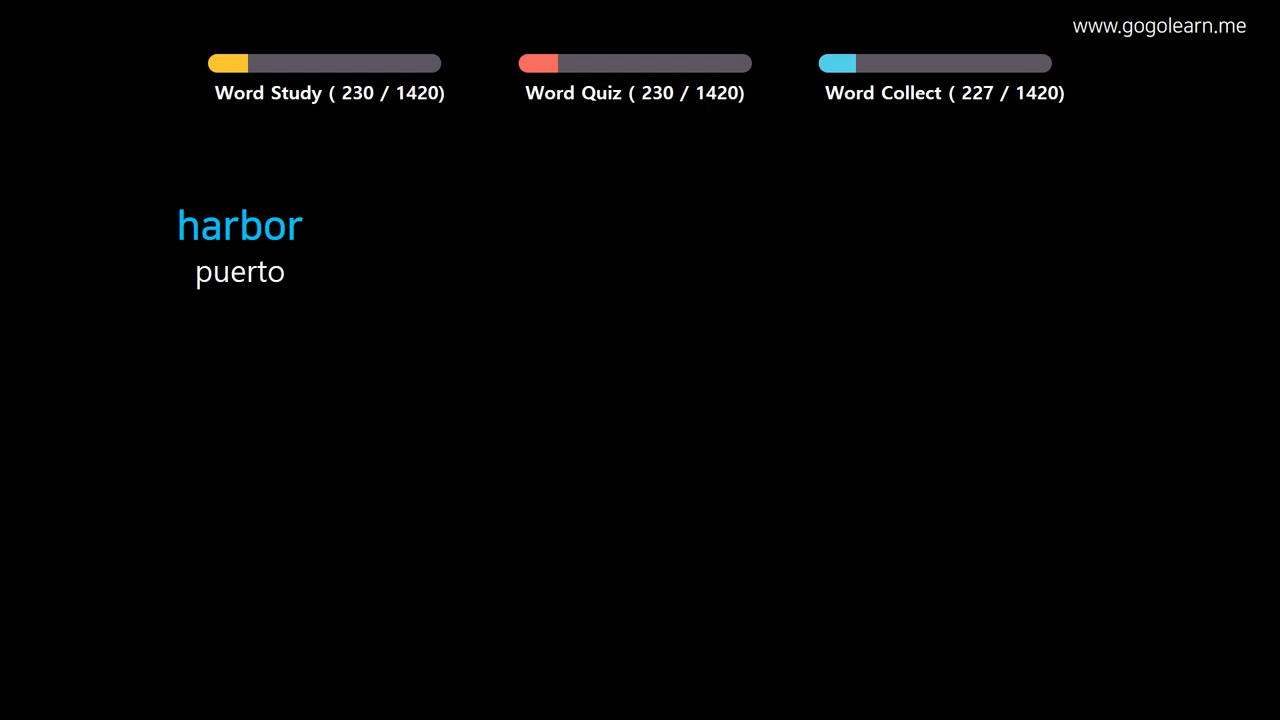 www.gogolearn.me
Word Study ( 230 / 1420)
Word Quiz ( 230 / 1420)
Word Collect ( 227 / 1420)
harbor
puerto